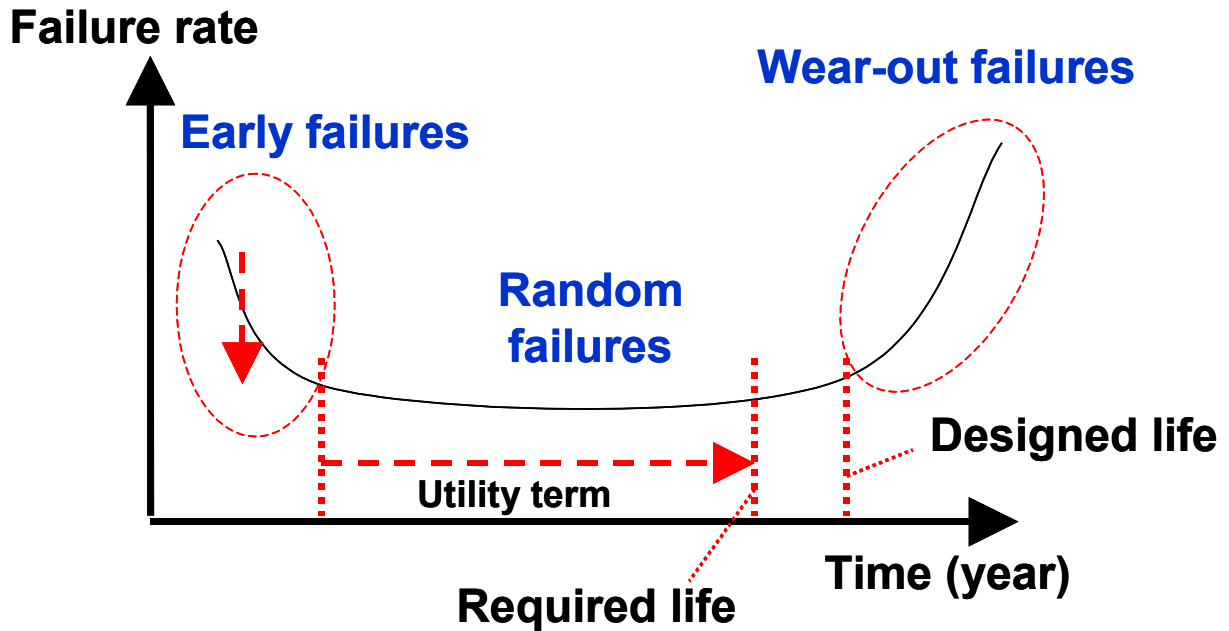 Failure rate
Wear-out failures
Early failures
Random
failures
Designed life
Utility term
Time (year)
Required life